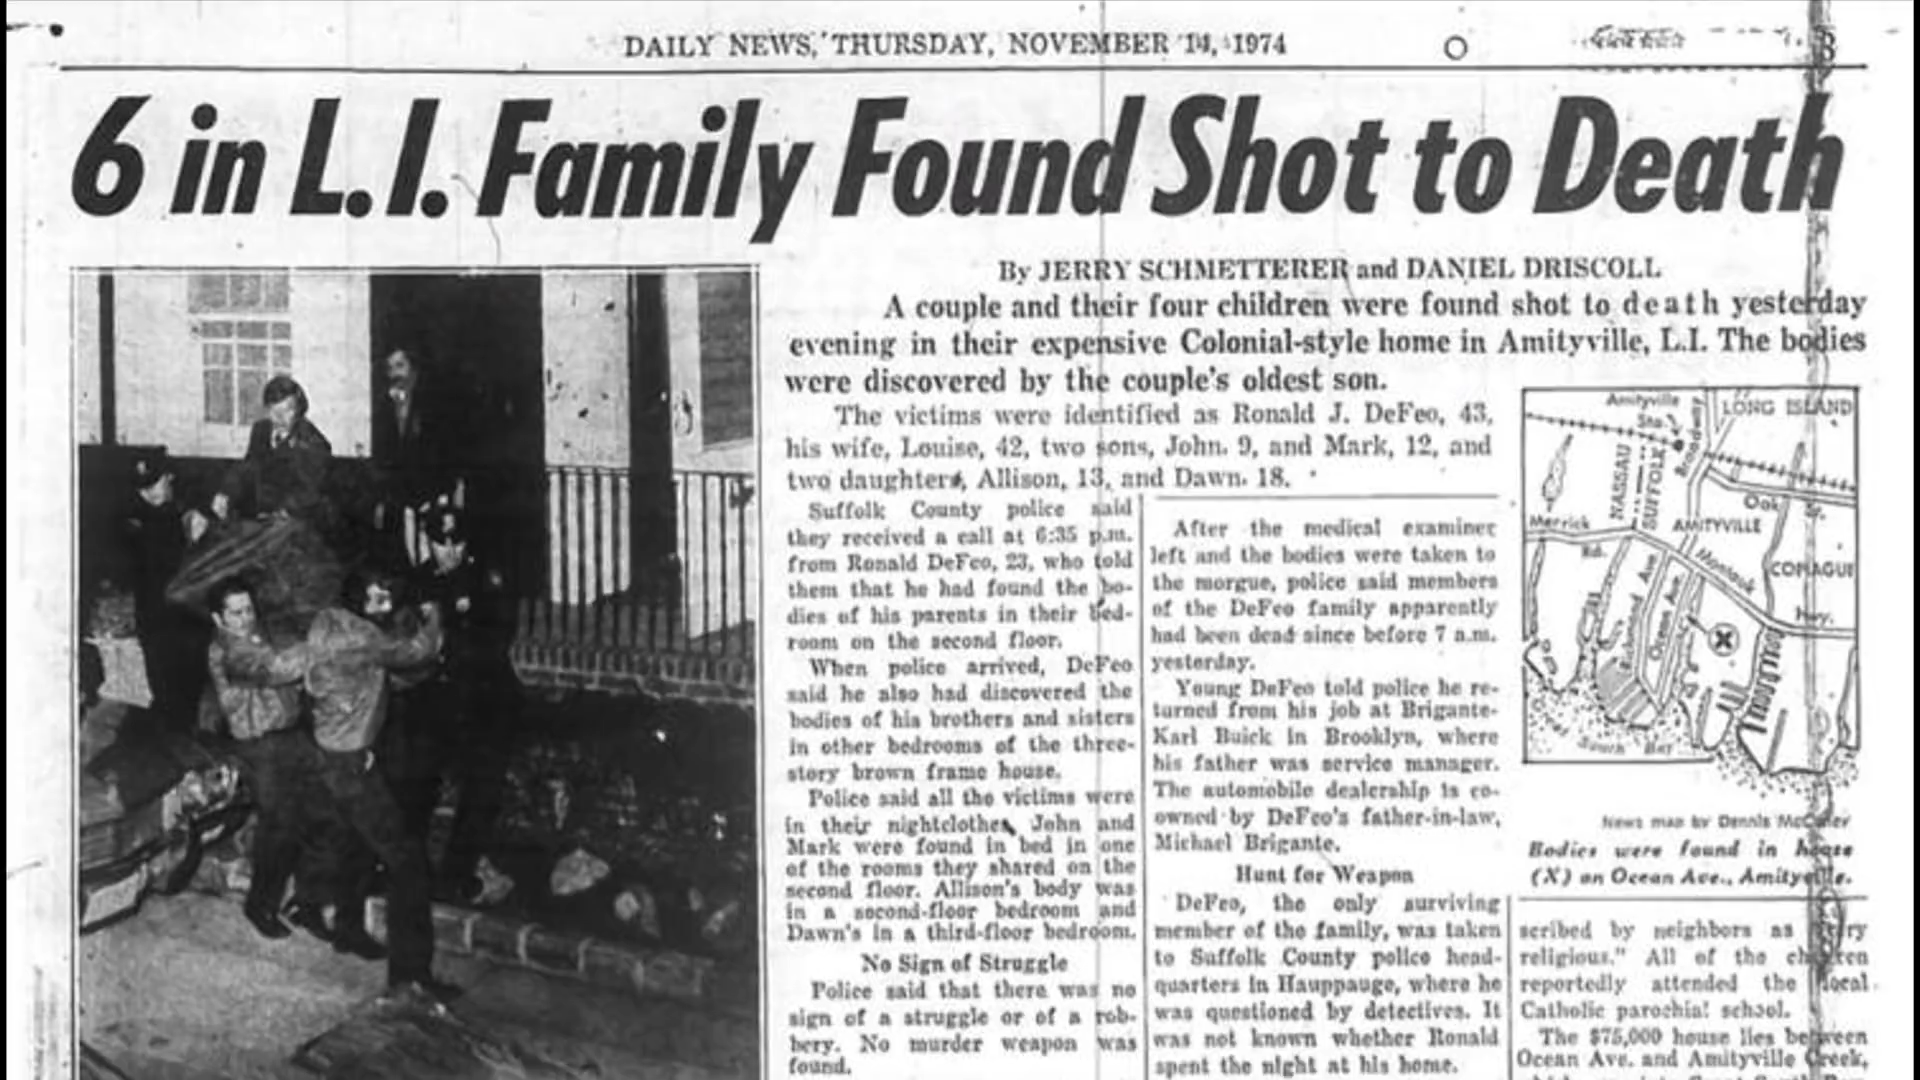 DAILY NEWS, THURSDAY, NOVEMBER 14, 1974
6 in L.I. Family Found Shot to Death
By JERRY SCHMETTERER and DANIEL DRISCOLL
A couple and their four children were found shot to death yesterday
evening in their expensive Colonial-style home in Amityville, L.I. The bodies
were discovered by the couple's oldest son.
The victims were identified as Ronald J. DeFeo, 43,
his wife, Louise, 42, two sons, John, 9, and Mark, 12, and
two daughters, Allison, 13, and Dawn, 18.
Suffolk County police said
they received a call at 6:35 p.m.
from Ronald DeFeo, 23, who told
them that he had found the bo-
dies of his parents in their bed-
room on the second floor.
When police arrived, DeFeo
said he also had discovered the
bodies of his brothers and sisters
in other bedrooms of the three-
story brown frame house.
Police said all the victims were
in their nightclothes. John and
Mark were found in bed in one
of the rooms they shared on the
second floor. Allison's body was
in a second-floor bedroom and
Dawn's in a third-floor bedroom.
No Sign of Struggle
Police said that there was no
sign of a struggle or of a rob-
bery. No murder weapon was
found.
After the medical examiner
left and the bodies were taken to
the morgue, police said members
of the DeFeo family apparently
had been dead since before 7 a.m.
yesterday.
Young DeFeo told police he re-
turned from his job at Brigante-
Karl Buick in Brooklyn, where
his father was service manager.
The automobile dealership is co-
owned by DeFeo's father-in-law,
Michael Brigante.
Hunt for Weapon
DeFeo, the only surviving
member of the family, was taken
to Suffolk County police head-
quarters in Hauppauge, where he
was questioned by detectives. It
was not known whether Ronald
spent the night at his home.
Amityville
Sta.
Broadway
LONG ISLAND
NASSAU
SUFFOLK
Oak St.
Merrick
Rd.
AMITYVILLE
Montauk
Hwy.
COPIAGUE
Richmond Ave.
Ocean Ave.
X
Great South Bay
News map by Dennis
Bodies were found in house
(X) on Ocean Ave., Amityville.
scribed by neighbors as "very
religious." All of the children
reportedly attended the local
Catholic parochial school.
The $75,000 house lies between
Ocean Ave. and Amityville Creek,